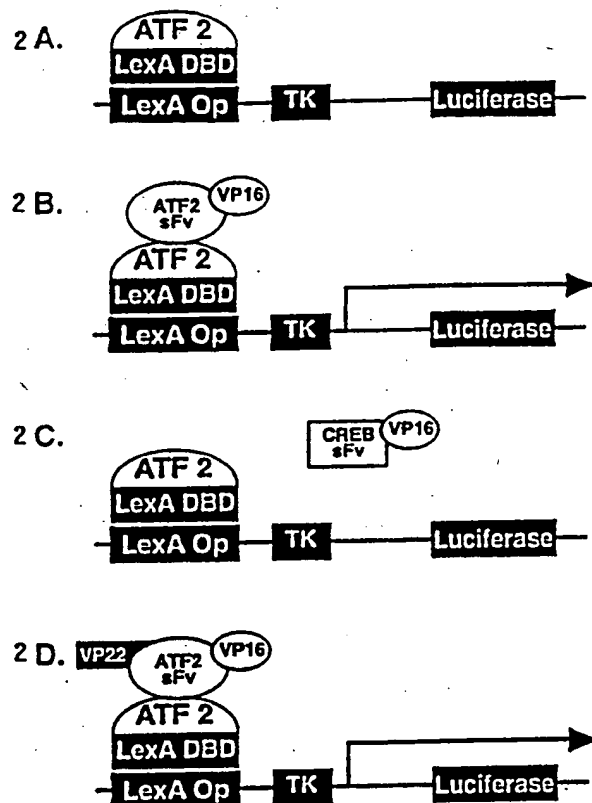 2 A.
ATF 2
LexA DBD
LexA Op
TK
Luciferase
2 B.
ATF2
sFv
VP16
ATF 2
LexA DBD
LexA Op
TK
Luciferase
2 C.
CREB
sFv
VP16
ATF 2
LexA DBD
LexA Op
TK
Luciferase
2 D.
VP22
ATF2
sFv
VP16
ATF 2
LexA DBD
LexA Op
TK
Luciferase